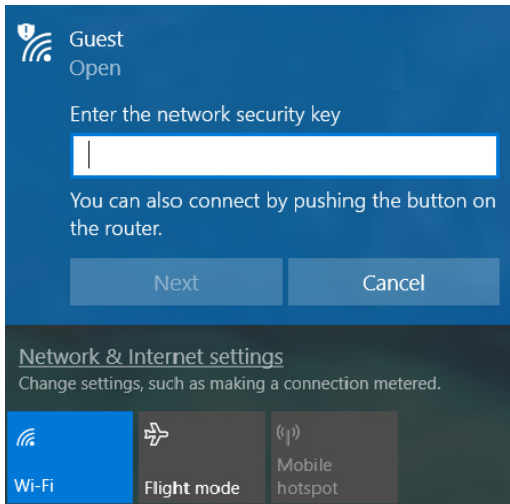 Guest
Open
Enter the network security key
You can also connect by pushing the button on
the router.
Next
Cancel
Network & Internet settings
Change settings, such as making a connection metered.
Wi-Fi
Flight mode
Mobile
hotspot